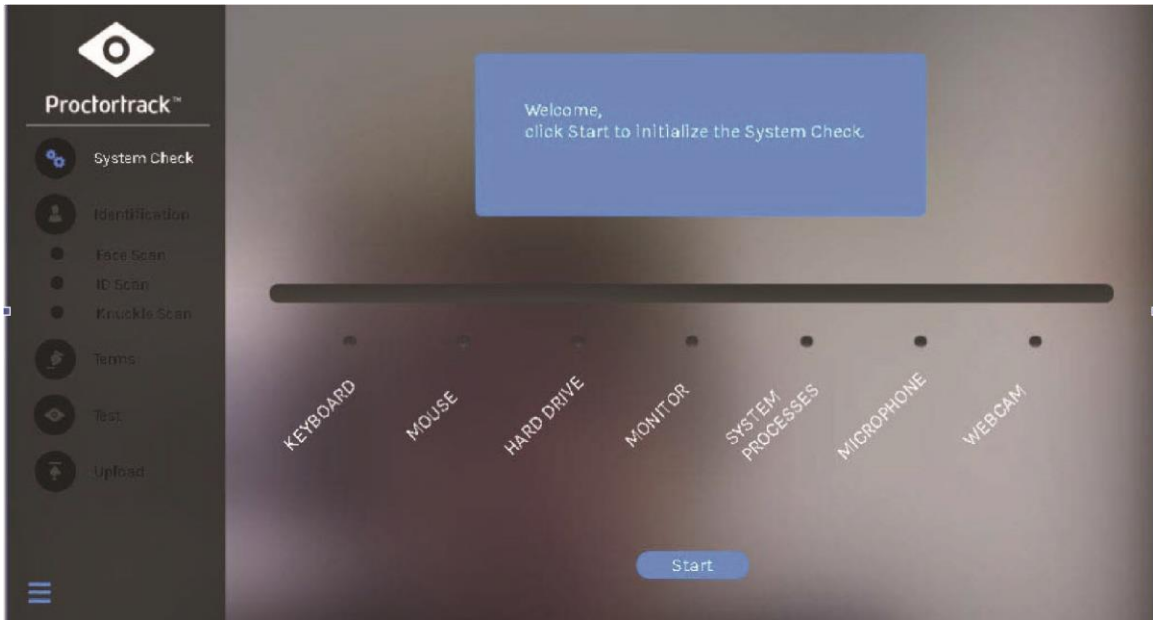 Proctortrack™
System Check
Identification
Face Scan
ID Scan
Knuckle Scan
Terms
Test
Upload
Welcome,
click Start to initialize the System Check.
KEYBOARD
MOUSE
HARD DRIVE
MONITOR
SYSTEM
PROCESSES
MICROPHONE
WEBCAM
Start